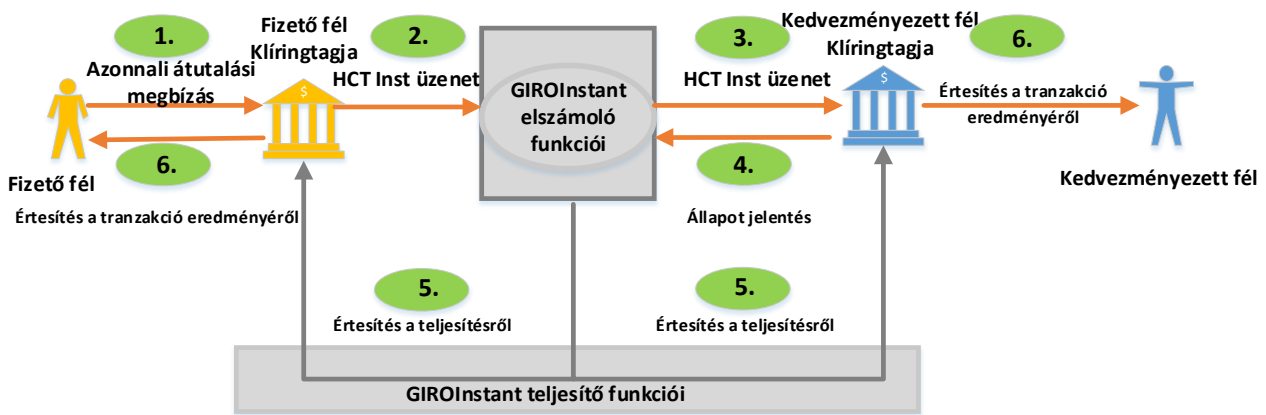 1.
Azonnali átutalási
megbízás
Fizető fél
Klíringtagja
$
2.
HCT Inst üzenet
GIROInstant
elszámoló
funkciói
3.
HCT Inst üzenet
Kedvezményezett fél
Klíringtagja
$
6.
Értesítés a tranzakció
eredményéről
6.
Fizető fél
Értesítés a tranzakció eredményéről
4.
Állapot jelentés
Kedvezményezett fél
5.
Értesítés a teljesítésről
5.
Értesítés a teljesítésről
GIROInstant teljesítő funkciói